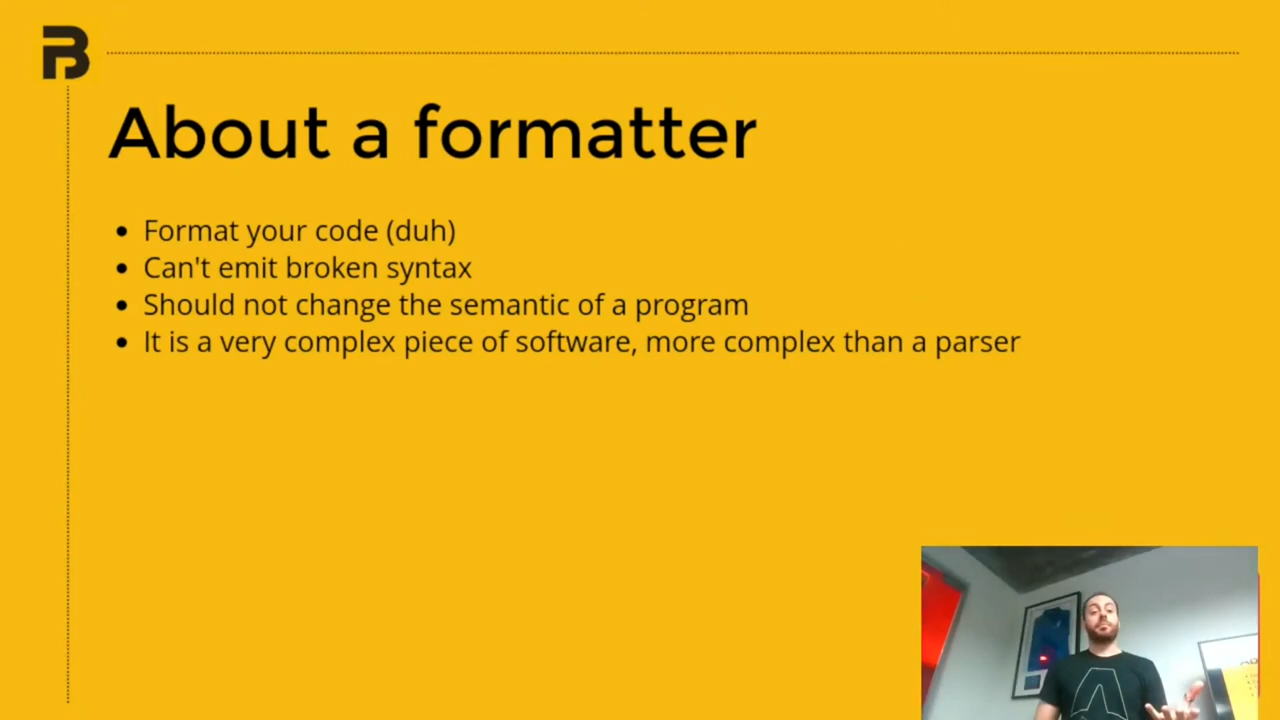 About a formatter
Format your code (duh)
Can't emit broken syntax
Should not change the semantic of a program
It is a very complex piece of software, more complex than a parser